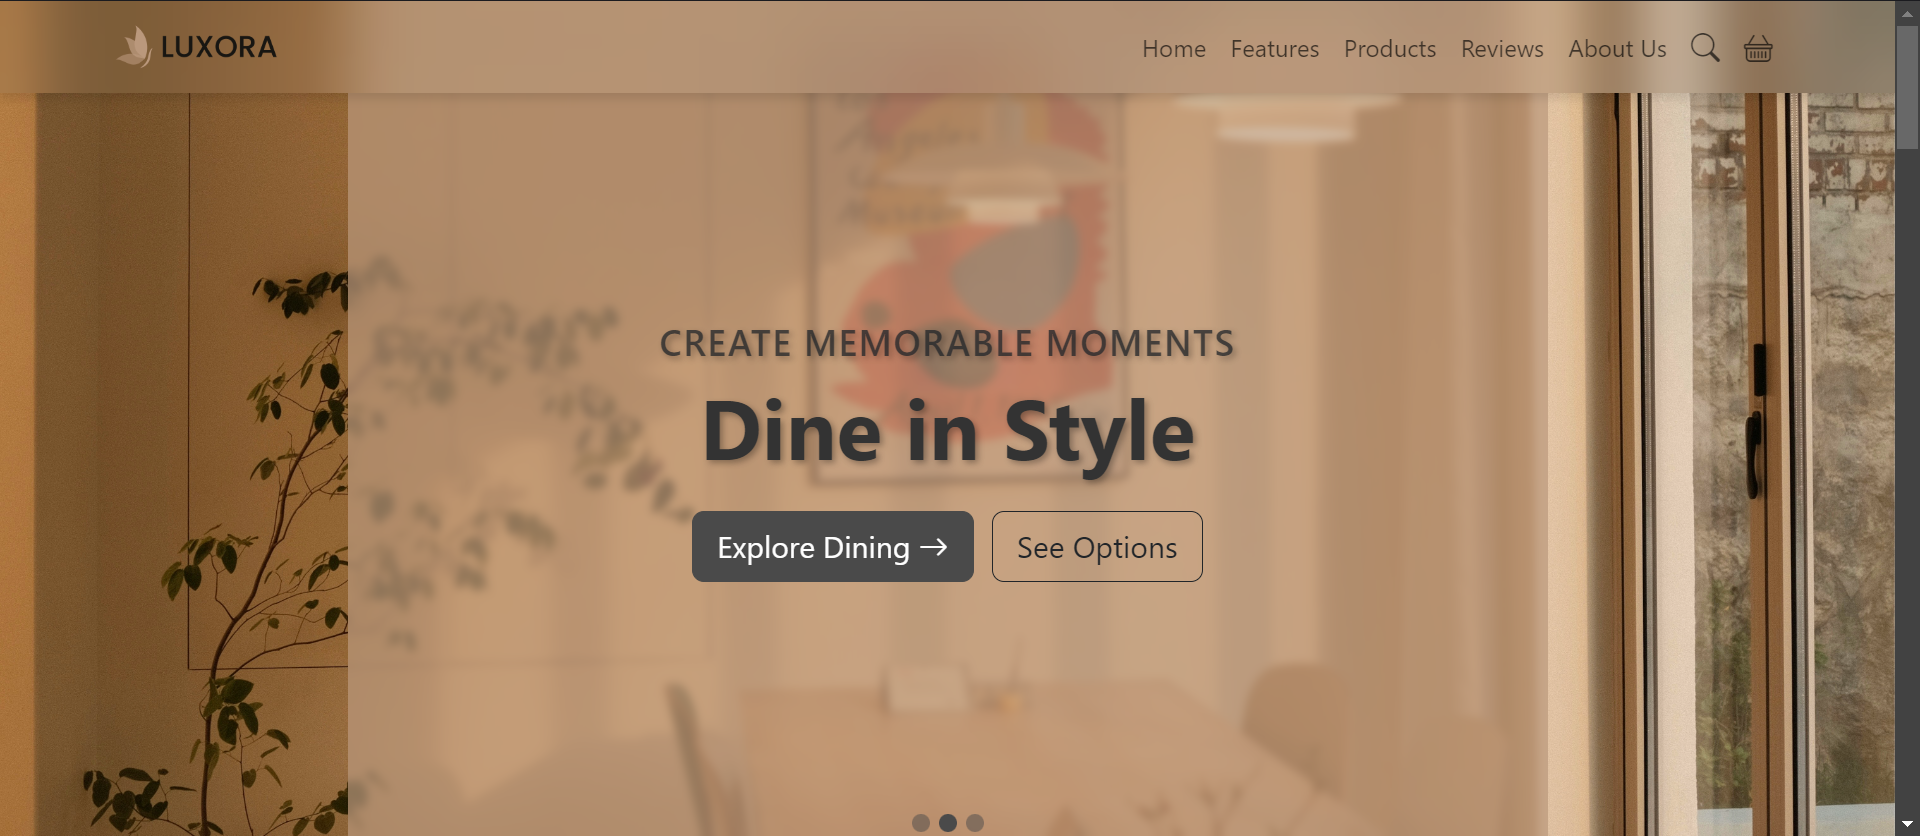 LUXORA
Home Features Products Reviews About Us
CREATE MEMORABLE MOMENTS
Dine in Style
Explore Dining →
See Options